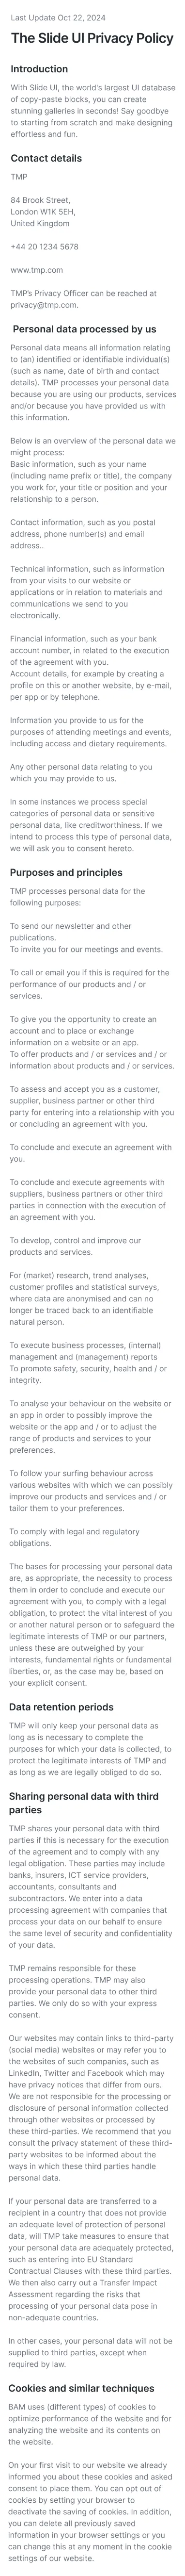 Last Update Oct 22, 2024
The Slide UI Privacy Policy
Introduction
With Slide UI, the world's largest UI database
of copy-paste blocks, you can create
stunning galleries in seconds! Say goodbye
to starting from scratch and make designing
effortless and fun.
Contact details
TMP
84 Brook Street,
London W1K 5EH,
United Kingdom
+44 20 1234 5678
www.tmp.com
TMP's Privacy Officer can be reached at
privacy@tmp.com.
Personal data processed by us
Personal data means all information relating
to (an) identified or identifiable individual(s)
(such as name, date of birth and contact
details). TMP processes your personal data
because you are using our products, services
and/or because you have provided us with
this information.
Below is an overview of the personal data we
might process:
Basic information, such as your name
(including name prefix or title), the company
you work for, your title or position and your
relationship to a person.
Contact information, such as you postal
address, phone number(s) and email
address..
Technical information, such as information
from your visits to our website or
applications or in relation to materials and
communications we send to you
electronically.
Financial information, such as your bank
account number, in related to the execution
of the agreement with you.
Account details, for example by creating a
profile on this or another website, by e-mail,
per app or by telephone.
Information you provide to us for the
purposes of attending meetings and events,
including access and dietary requirements.
Any other personal data relating to you
which you may provide to us.
In some instances we process special
categories of personal data or sensitive
personal data, like creditworthiness. If we
intend to process this type of personal data,
we will ask you to consent hereto.
Purposes and principles
TMP processes personal data for the
following purposes:
To send our newsletter and other
publications.
To invite you for our meetings and events.
To call or email you if this is required for the
performance of our products and / or
services.
To give you the opportunity to create an
account and to place or exchange
information on a website or an app.
To offer products and / or services and / or
information about products and / or services.
To assess and accept you as a customer,
supplier, business partner or other third
party for entering into a relationship with you
or concluding an agreement with you.
To conclude and execute an agreement with
you.
To conclude and execute agreements with
suppliers, business partners or other third
parties in connection with the execution of
an agreement with you.
To develop, control and improve our
products and services.
For (market) research, trend analyses,
customer profiles and statistical surveys,
where data are anonymised and can no
longer be traced back to an identifiable
natural person.
To execute business processes, (internal)
management and (management) reports
To promote safety, security, health and / or
integrity.
To analyse your behaviour on the website or
an app in order to possibly improve the
website or the app and / or to adjust the
range of products and services to your
preferences.
To follow your surfing behaviour across
various websites with which we can possibly
improve our products and services and / or
tailor them to your preferences.
To comply with legal and regulatory
obligations.
The bases for processing your personal data
are, as appropriate, the necessity to process
them in order to conclude and execute our
agreement with you, to comply with a legal
obligation, to protect the vital interest of you
or another natural person or to safeguard the
legitimate interests of TMP or our partners,
unless these are outweighed by your
interests, fundamental rights or fundamental
liberties, or, as the case may be, based on
your explicit consent.
Data retention periods
TMP will only keep your personal data as
long as is necessary to complete the
purposes for which your data is collected, to
protect the legitimate interests of TMP and
as long as we are legally obliged to do so.
Sharing personal data with third
parties
TMP shares your personal data with third
parties if this is necessary for the execution
of the agreement and to comply with any
legal obligation. These parties may include
banks, insurers, ICT service providers,
accountants, consultants and
subcontractors. We enter into a data
processing agreement with companies that
process your data on our behalf to ensure
the same level of security and confidentiality
of your data.
TMP remains responsible for these
processing operations. TMP may also
provide your personal data to other third
parties. We only do so with your express
consent.
Our websites may contain links to third-party
(social media) websites or may refer you to
the websites of such companies, such as
LinkedIn, Twitter and Facebook which may
have privacy notices that differ from ours.
We are not responsible for the processing or
disclosure of personal information collected
through other websites or processed by
these third-parties. We recommend that you
consult the privacy statement of these third-
party websites to be informed about the
ways in which these third parties handle
personal data.
If your personal data are transferred to a
recipient in a country that does not provide
an adequate level of protection of personal
data, will TMP take measures to ensure that
your personal data are adequately protected,
such as entering into EU Standard
Contractual Clauses with these third parties.
We then also carry out a Transfer Impact
Assessment regarding the risks that
processing of your personal data pose in
non-adequate countries.
In other cases, your personal data will not be
supplied to third parties, except when
required by law.
Cookies and similar techniques
BAM uses (different types) of cookies to
optimize performance of the website and for
analyzing the website and its contents on
the website.
On your first visit to our website we already
informed you about these cookies and asked
consent to place them. You can opt out of
cookies by setting your browser to
deactivate the saving of cookies. In addition,
you can delete all previously saved
information in your browser settings or you
can change this at any moment in the cookie
settings of our website.